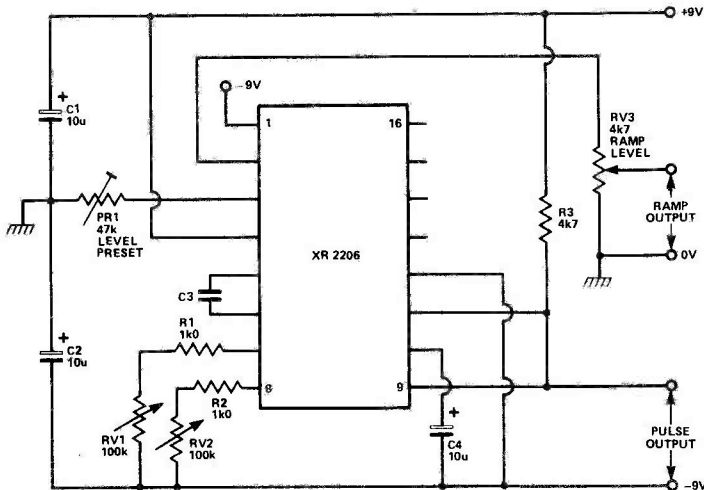 +9V
-9V
+
C1
10u
1
16
RV3
4k7
RAMP
LEVEL
PR1
47k
LEVEL
PRESET
R3
4k7
RAMP
OUTPUT
XR 2206
0V
C3
R1
1k0
+
C2
10u
8
9
R2
1k0
RV1
100k
RV2
100k
+
C4
10u
PULSE
OUTPUT
-9V